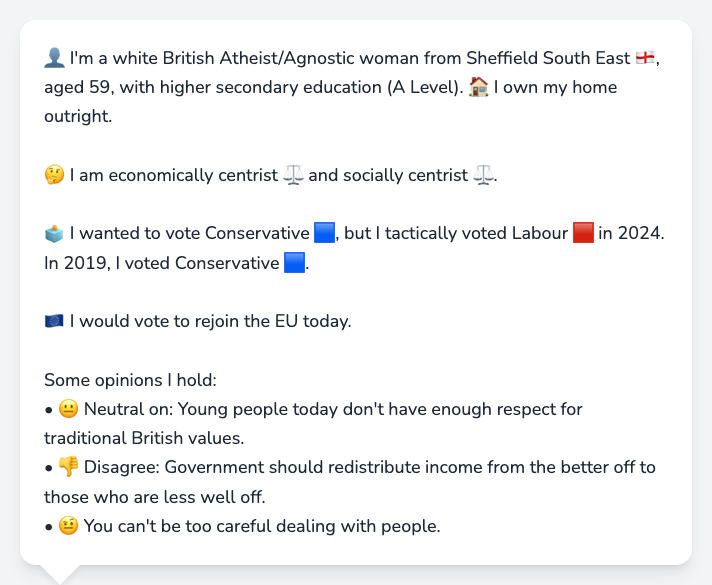 👤 I'm a white British Atheist/Agnostic woman from Sheffield South East 🏴󠁧󠁢󠁥󠁮󠁧󠁿,
aged 59, with higher secondary education (A Level). 🏠 I own my home
outright.
🤔 I am economically centrist ⚖️ and socially centrist ⚖️.
🗳️ I wanted to vote Conservative 🟦, but I tactically voted Labour 🟥 in 2024.
In 2019, I voted Conservative 🟦.
🇪🇺 I would vote to rejoin the EU today.
Some opinions I hold:
• 😐 Neutral on: Young people today don't have enough respect for
traditional British values.
• 👎 Disagree: Government should redistribute income from the better off to
those who are less well off.
• 🤨 You can't be too careful dealing with people.